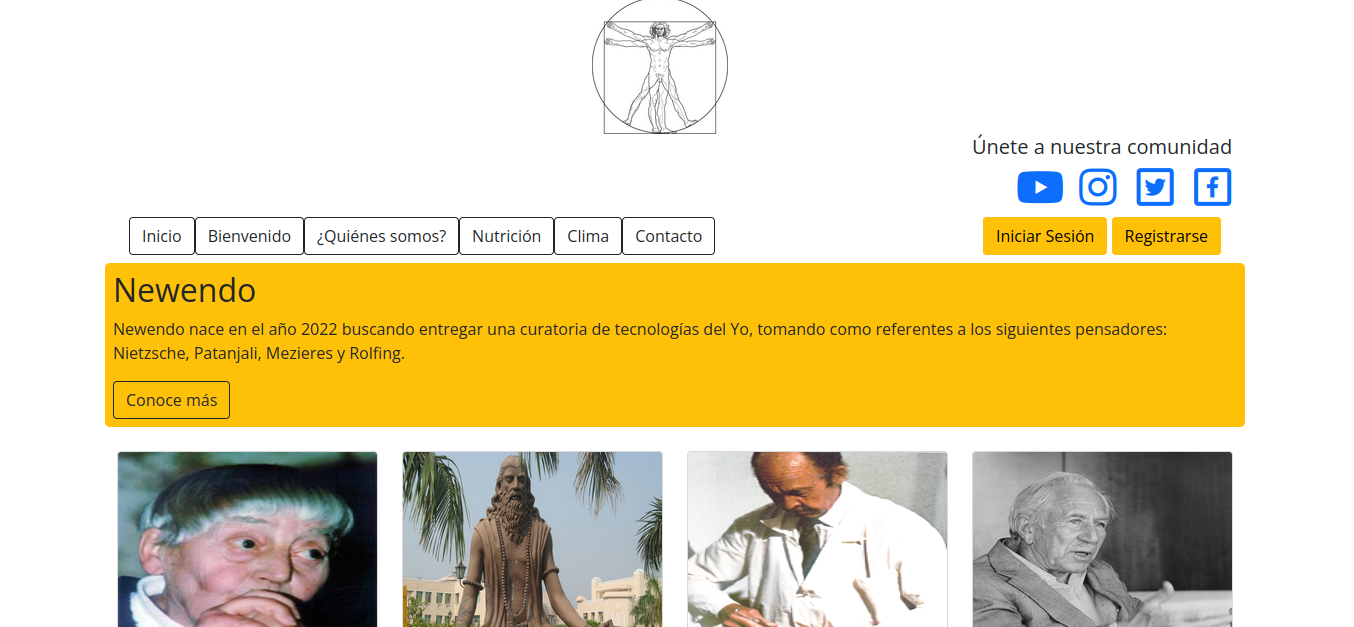 Únete a nuestra comunidad
Inicio Bienvenido ¿Quiénes somos? Nutrición Clima Contacto Iniciar Sesión Registrarse
Newendo
Newendo nace en el año 2022 buscando entregar una curatoria de tecnologías del Yo, tomando como referentes a los siguientes pensadores:
Nietzsche, Patanjali, Mezieres y Rolfing.
Conoce más